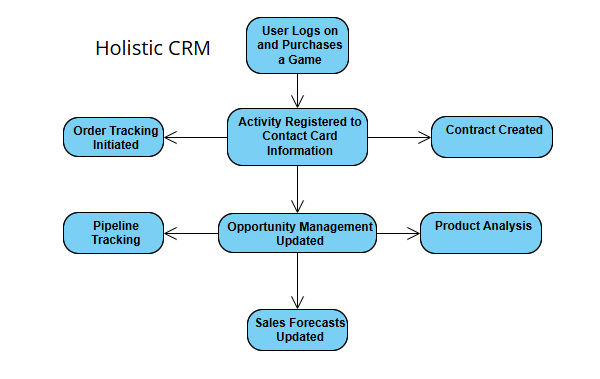 Holistic CRM
User Logs on
and Purchases
a Game
Order Tracking
Initiated
Activity Registered to
Contact Card
Information
Contract Created
Pipeline
Tracking
Opportunity Management
Updated
Product Analysis
Sales Forecasts
Updated